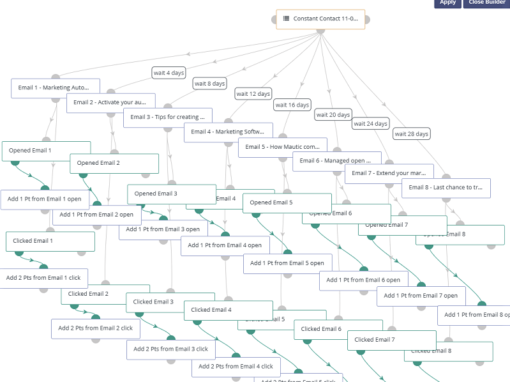 Apply
Close Builder
Constant Contact 11-0...
wait 4 days
wait 8 days
wait 12 days
wait 16 days
wait 20 days
wait 24 days
wait 28 days
Email 1 - Marketing Auto...
Email 2 - Activate your au...
Email 3 - Tips for creating ...
Email 4 - Marketing Softw...
Email 5 - How Mautic com...
Email 6 - Managed open ...
Email 7 - Extend your mar...
Email 8 - Last chance to tr...
Opened Email 1
Opened Email 2
Opened Email 3
Email 4
Opened Email 5
Opened Email 6
Opened Email 7
Email 8
Add 1 Pt from Email 1 open
Add 1 Pt from Email 2 open
Add 1 Pt from Email 3 open
Add 1 Pt from Email 4 open
Add 1 Pt from Email 5 open
Add 1 Pt from Email 6 open
Add 1 Pt from Email 7 open
Add 1 Pt from Email 8 op
Clicked Email 1
Clicked Email 2
Clicked Email 3
Clicked Email 4
Email 5
Clicked Email 6
Clicked Email 7
Clicked Email 8
Add 2 Pts from Email 1 click
Add 2 Pts from Email 2 click
Add 2 Pts from Email 3 click
Add 2 Pts from Email 4 click
Add 2 Pts from Email 5 click